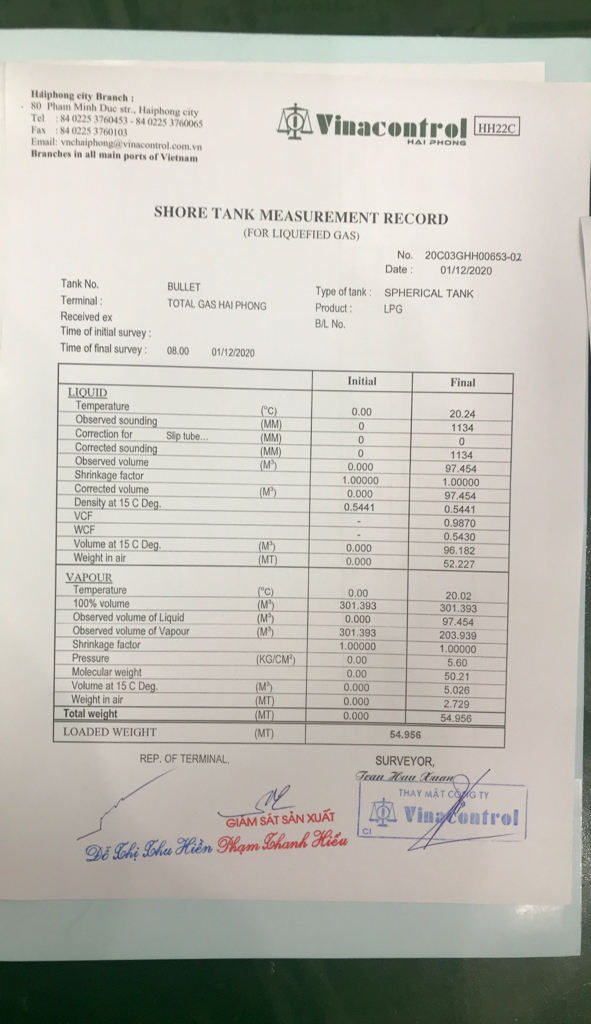 Haiphong city Branch :
80 Pham Minh Duc str., Haiphong city
Tel : 84 0225 3760453 - 84 0225 3760065
Fax : 84 0225 3760103
Email: vnchaiphong@vinacontrol.com.vn
Branches in all main ports of Vietnam
Vinacontrol HH22C
HAI PHONG
SHORE TANK MEASUREMENT RECORD
(FOR LIQUEFIED GAS)
No. 20C03GHH00653-02
Date : 01/12/2020
Tank No. BULLET Type of tank : SPHERICAL TANK
Terminal : TOTAL GAS HAI PHONG Product : LPG
Received ex B/L No.
Time of initial survey :
Time of final survey : 08.00 01/12/2020
Initial Final
LIQUID
Temperature (°C) 0.00 20.24
Observed sounding (MM) 0 1134
Correction for Slip tube... (MM) 0 0
Corrected sounding (MM) 0 1134
Observed volume (M³) 0.000 97.454
Shrinkage factor 1.00000 1.00000
Corrected volume (M³) 0.000 97.454
Density at 15 C Deg. 0.5441 0.5441
VCF - 0.9870
WCF - 0.5430
Volume at 15 C Deg. (M³) 0.000 96.182
Weight in air (MT) 0.000 52.227
VAPOUR
Temperature (°C) 0.00 20.02
100% volume (M³) 301.393 301.393
Observed volume of Liquid (M³) 0.000 97.454
Observed volume of Vapour (M³) 301.393 203.939
Shrinkage factor 1.00000 1.00000
Pressure (KG/CM²) 0.00 5.60
Molecular weight 0.00 50.21
Volume at 15 C Deg. (M³) 0.000 5.026
Weight in air (MT) 0.000 2.729
Total weight (MT) 0.000 54.956
LOADED WEIGHT (MT) 54.956
REP. OF TERMINAL, SURVEYOR,
Tran Huu Xuan
THAY MẶT CÔNG TY
Vinacontrol
CI
GIÁM SÁT SẢN XUẤT
Đỗ Thị Thu Hiền Phạm Thanh Hiếu